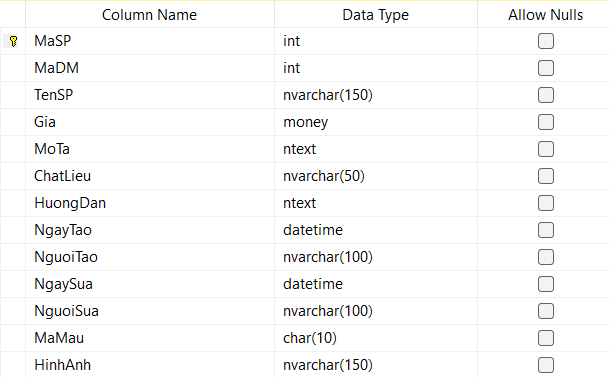 Column Name Data Type Allow Nulls
MaSP int
MaDM int
TenSP nvarchar(150)
Gia money
MoTa ntext
ChatLieu nvarchar(50)
HuongDan ntext
NgayTao datetime
NguoiTao nvarchar(100)
NgaySua datetime
NguoiSua nvarchar(100)
MaMau char(10)
HinhAnh nvarchar(150)